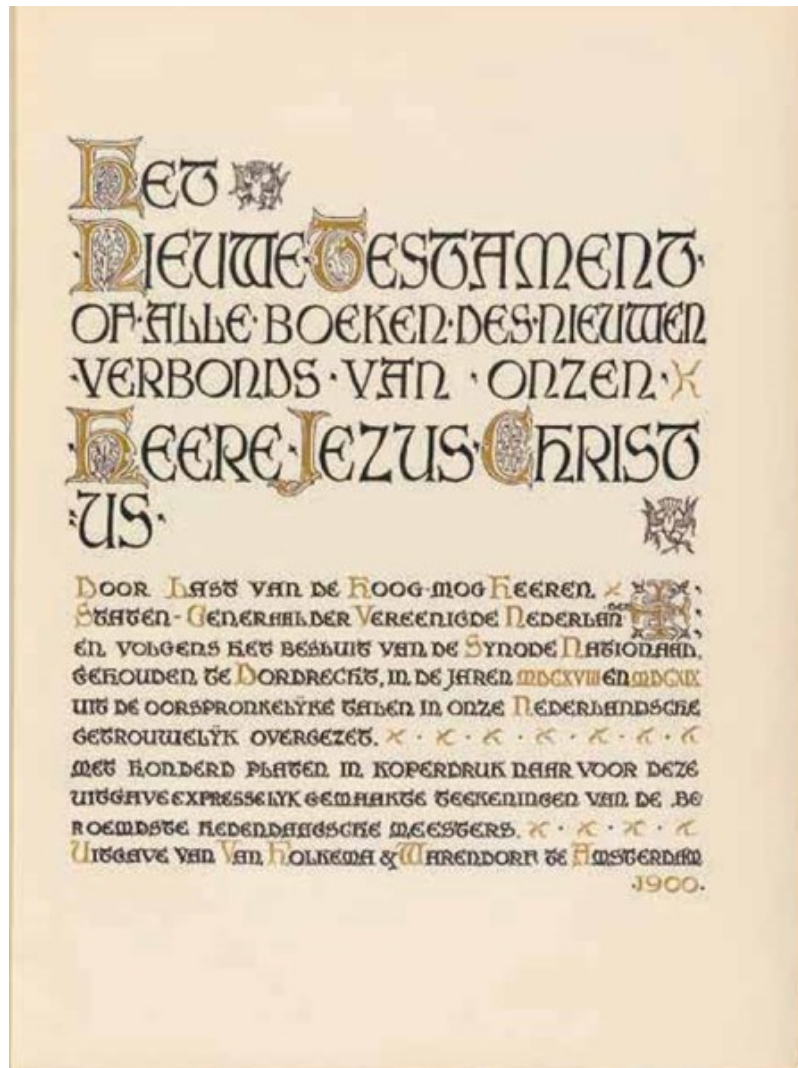 HET
·NIEUWE·TESTAMENT·
OF·ALLE·BOEKEN·DES·NIEUWEN
·VERBONDS·VAN·ONZEN·
·HEERE·JEZUS·CHRIST
·US·
DOOR LAST VAN DE HOOG·MOG HEEREN
STATEN-GENERAAL DER VEREENIGDE NEDERLANDEN
EN VOLGENS HET BESLUIT VAN DE SYNODE NATIONAAL,
GEHOUDEN TE DORDRECHT, IN DE JAREN MDCXVIII EN MDCXIX
UIT DE OORSPRONKELYKE TALEN IN ONZE NEDERLANDSCHE
GETROUWELYK OVERGEZET.
MET HONDERD PLATEN IN KOPERDRUK NAAR VOOR DEZE
UITGAVE EXPRESSELYK GEMAAKTE TEEKENINGEN VAN DE BE
ROEMDSTE HEDENDAAGSCHE MEESTERS.
UITGAVE VAN VAN HOLKEMA & WARENDORF TE AMSTERDAM
·1900·